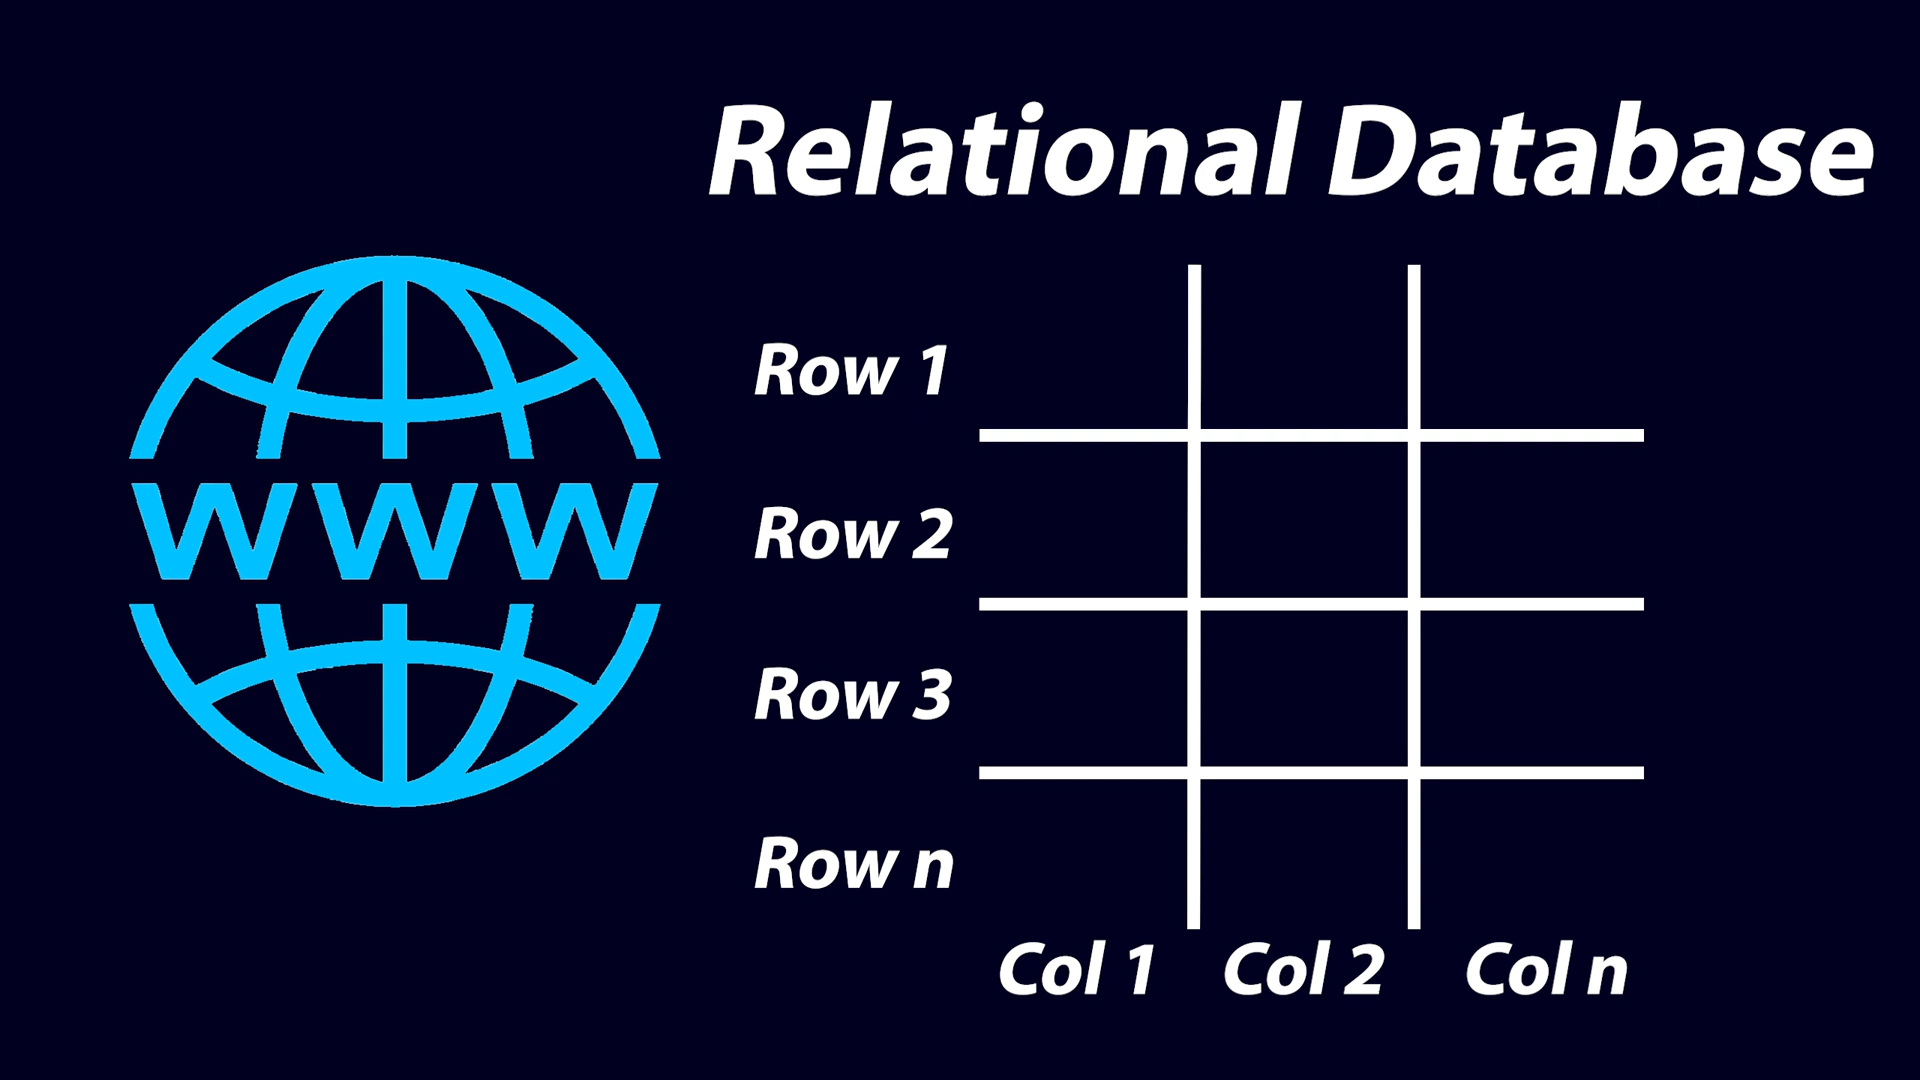 Relational Database
www
Row 1
Row 2
Row 3
Row n
Col 1 Col 2 Col n